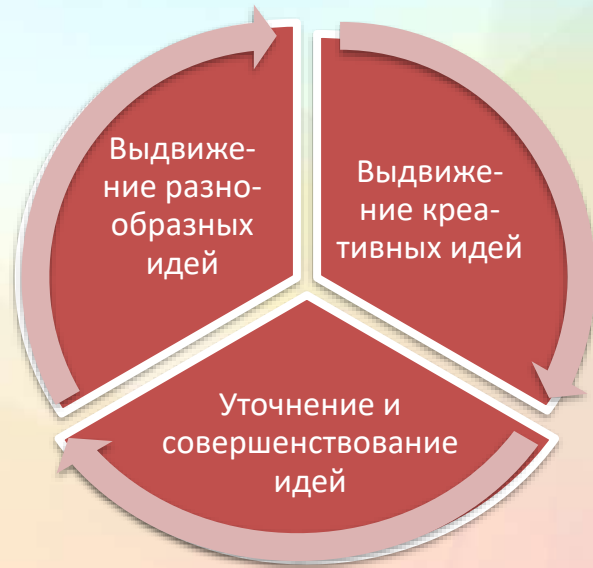 Выдвиже-
ние разно-
образных
идей
Выдвиже-
ние креа-
тивных идей
Уточнение и
совершенствование
идей